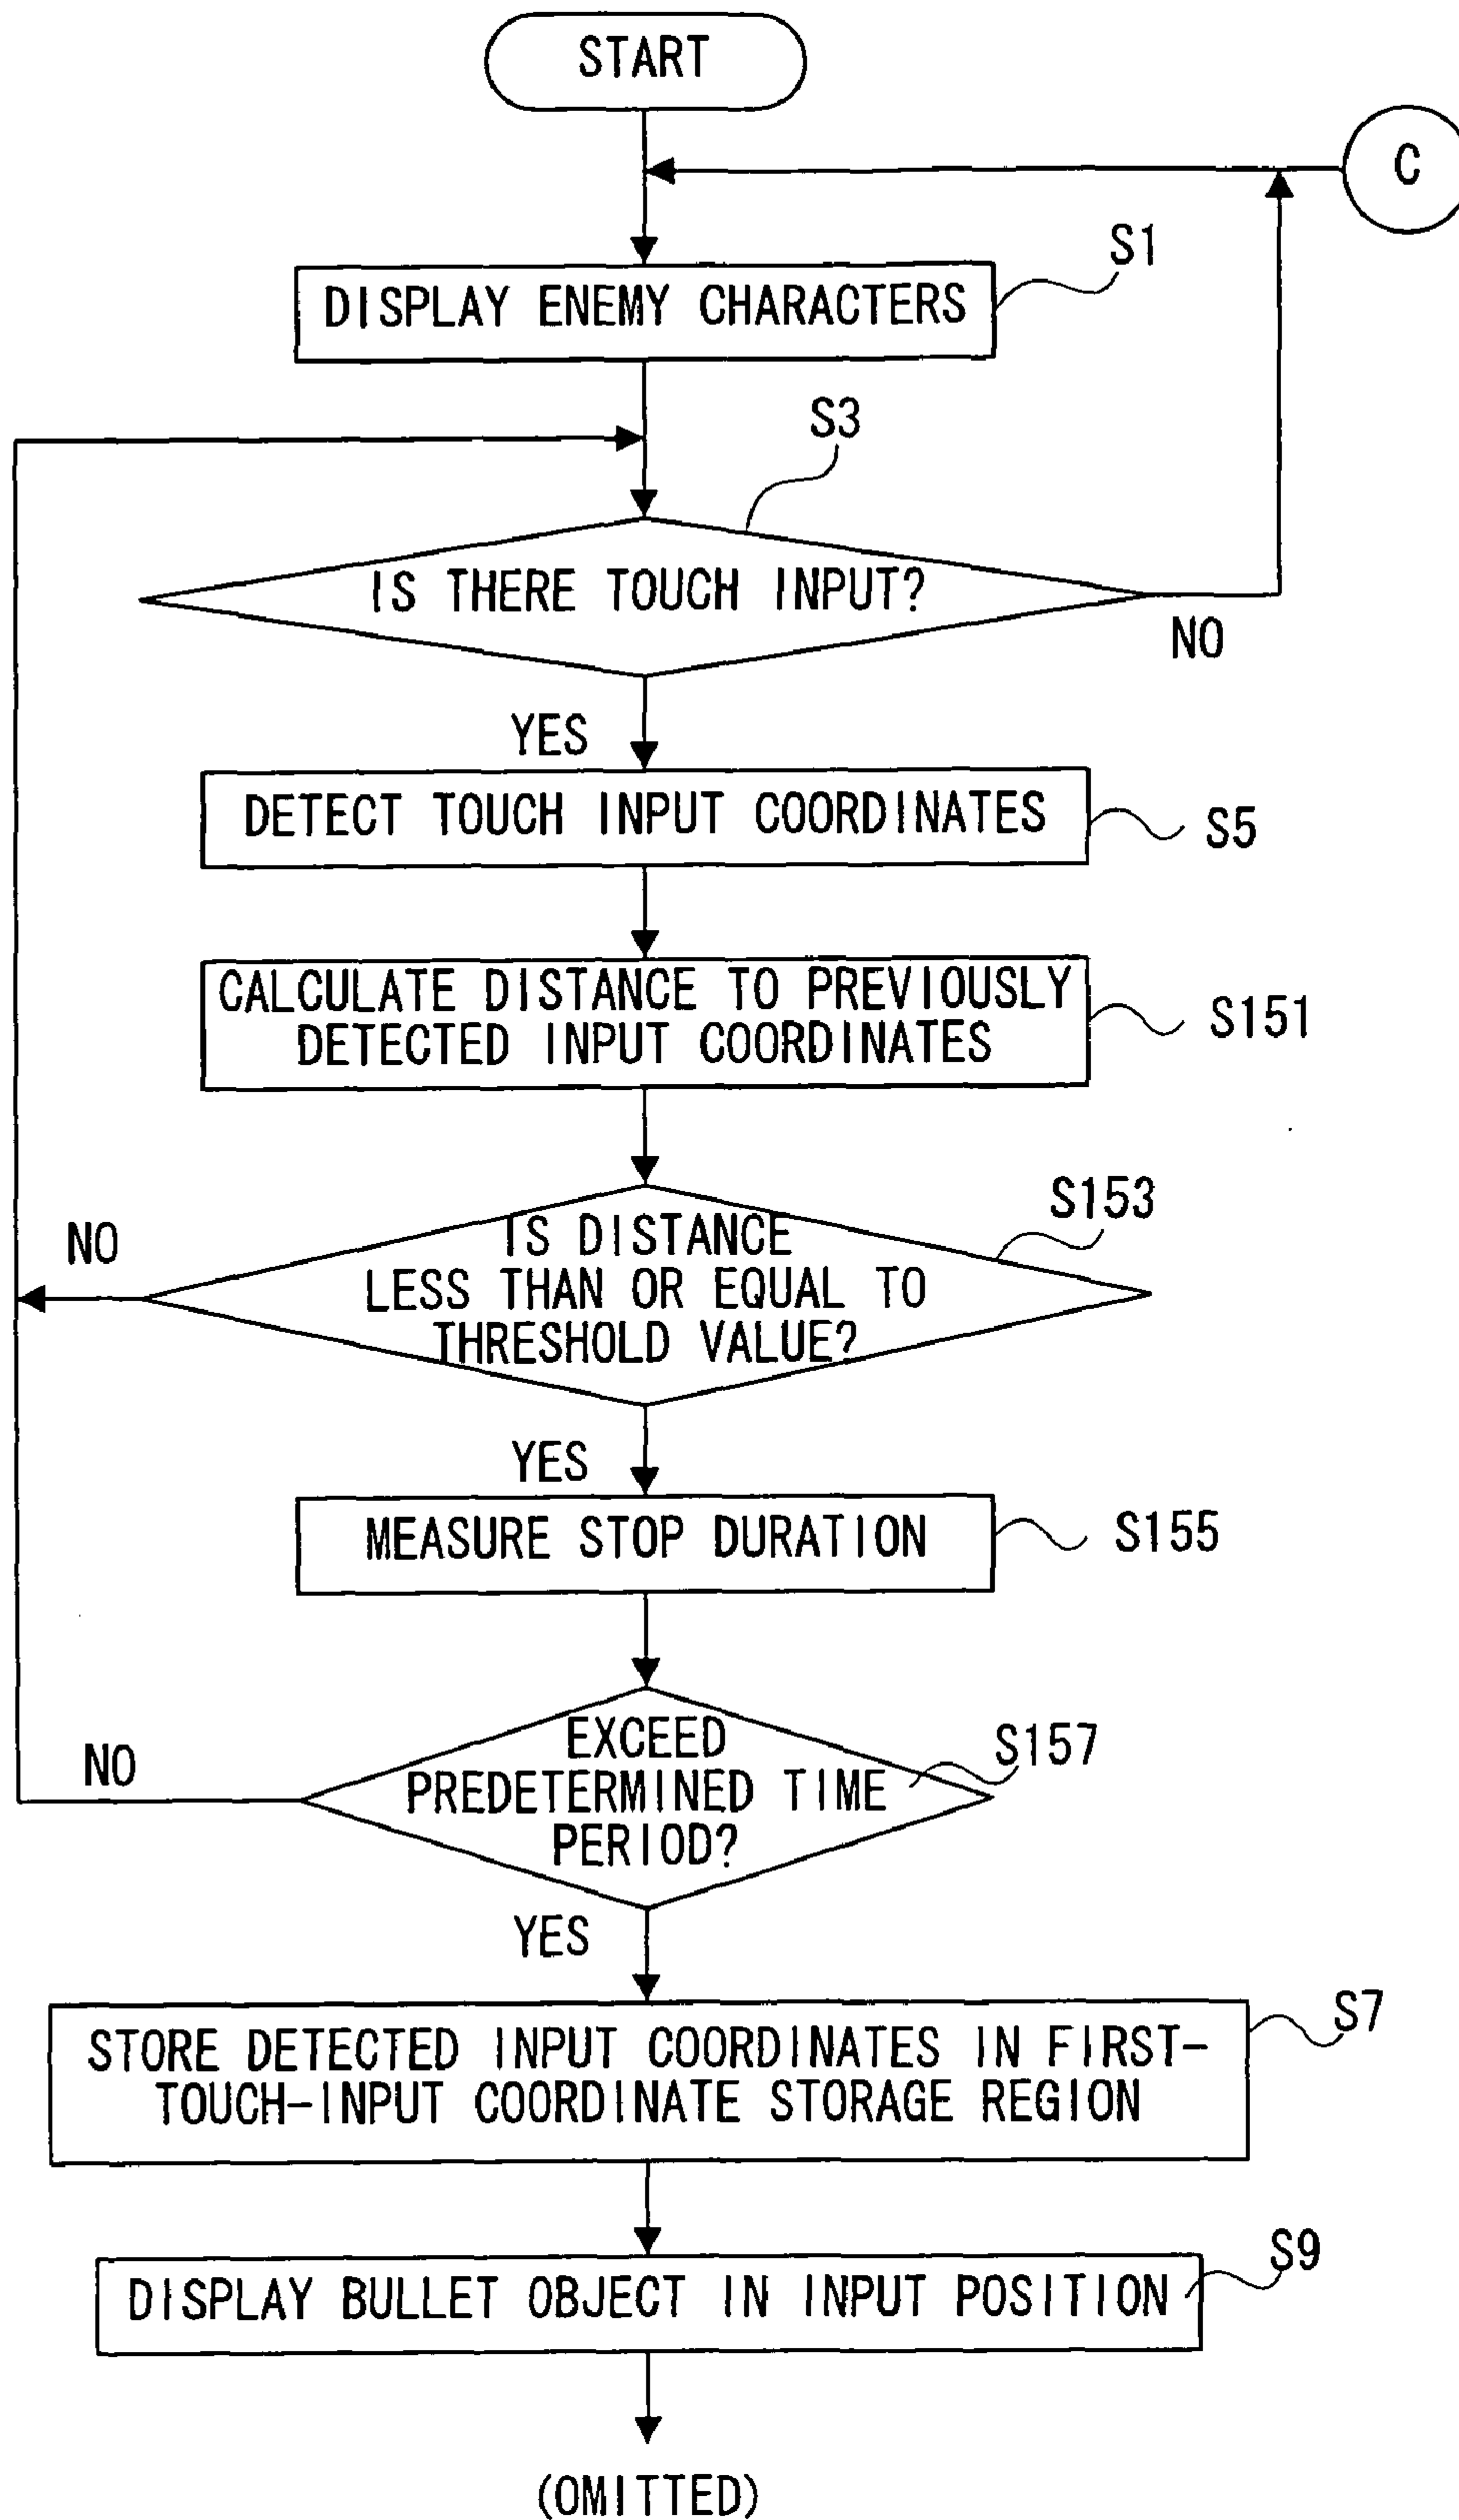 START
C
S1
DISPLAY ENEMY CHARACTERS
S3
IS THERE TOUCH INPUT?
NO
YES
DETECT TOUCH INPUT COORDINATES
S5
CALCULATE DISTANCE TO PREVIOUSLY
DETECTED INPUT COORDINATES
S151
S153
NO
IS DISTANCE
LESS THAN OR EQUAL TO
THRESHOLD VALUE?
YES
MEASURE STOP DURATION
S155
S157
NO
EXCEED
PREDETERMINED TIME
PERIOD?
YES
S7
STORE DETECTED INPUT COORDINATES IN FIRST-
TOUCH-INPUT COORDINATE STORAGE REGION
S9
DISPLAY BULLET OBJECT IN INPUT POSITION
(OMITTED)